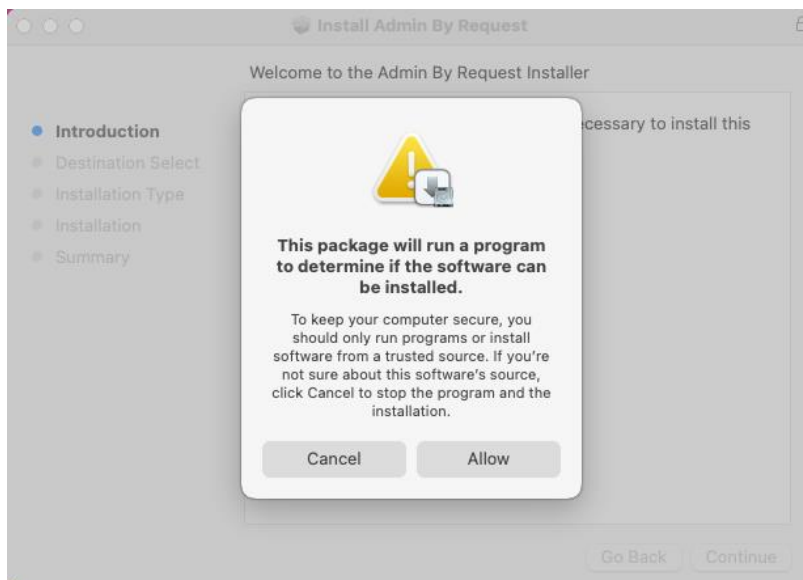 Install Admin By Request
Welcome to the Admin By Request Installer
Introduction
Destination Select
Installation Type
Installation
Summary
cessary to install this
This package will run a program
to determine if the software can
be installed.
To keep your computer secure, you
should only run programs or install
software from a trusted source. If you're
not sure about this software's source,
click Cancel to stop the program and the
installation.
Cancel Allow
Go Back Continue